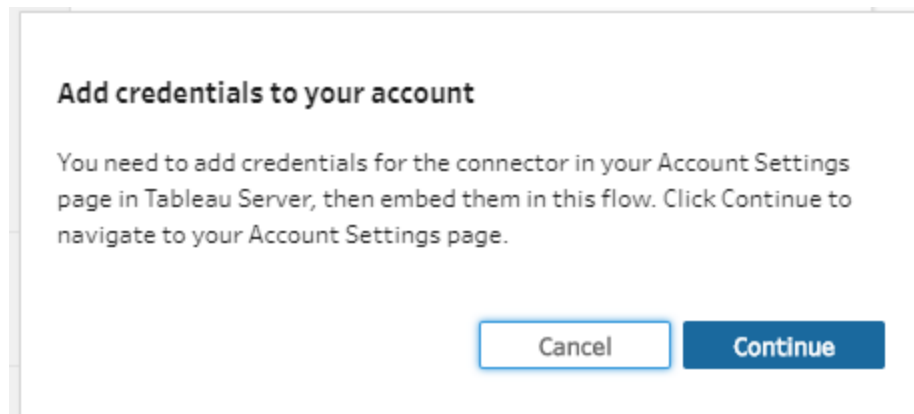 Add credentials to your account
You need to add credentials for the connector in your Account Settings
page in Tableau Server, then embed them in this flow. Click Continue to
navigate to your Account Settings page.
Cancel
Continue